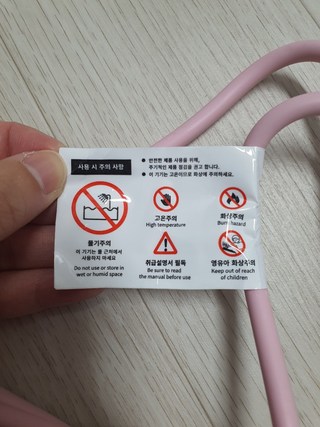 사용 시 주의 사항
● 안전한 제품 사용을 위해,
주기적인 제품 점검을 권고 합니다.
● 이 기기는 고온이므로 화상에 주의하세요.
물기주의
이 기기는 물 근처에서
사용하지 마세요
Do not use or store in
wet or humid space
고온주의
High temperature
화상주의
Burn hazard
취급설명서 필독
Be sure to read
the manual before use
영유아 화상주의
Keep out of reach
of children